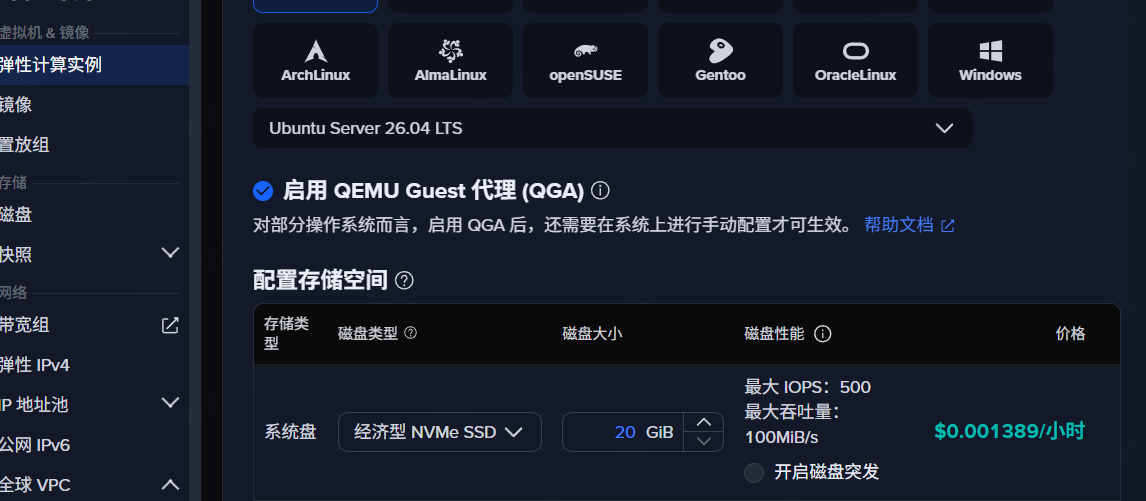 虚拟机 & 镜像
弹性计算实例
镜像
置放组
存储
磁盘
快照
网络
带宽组
弹性 IPv4
IP 地址池
公网 IPv6
全球 VPC
ArchLinux
AlmaLinux
openSUSE
Gentoo
OracleLinux
Windows
Ubuntu Server 26.04 LTS
启用 QEMU Guest 代理 (QGA)
对部分操作系统而言，启用 QGA 后，还需要在系统上进行手动配置才可生效。 帮助文档
配置存储空间
存储类
型
磁盘类型
磁盘大小
磁盘性能
价格
系统盘
经济型 NVMe SSD
20 GiB
最大 IOPS：500
最大吞吐量：
100MiB/s
开启磁盘突发
$0.001389/小时